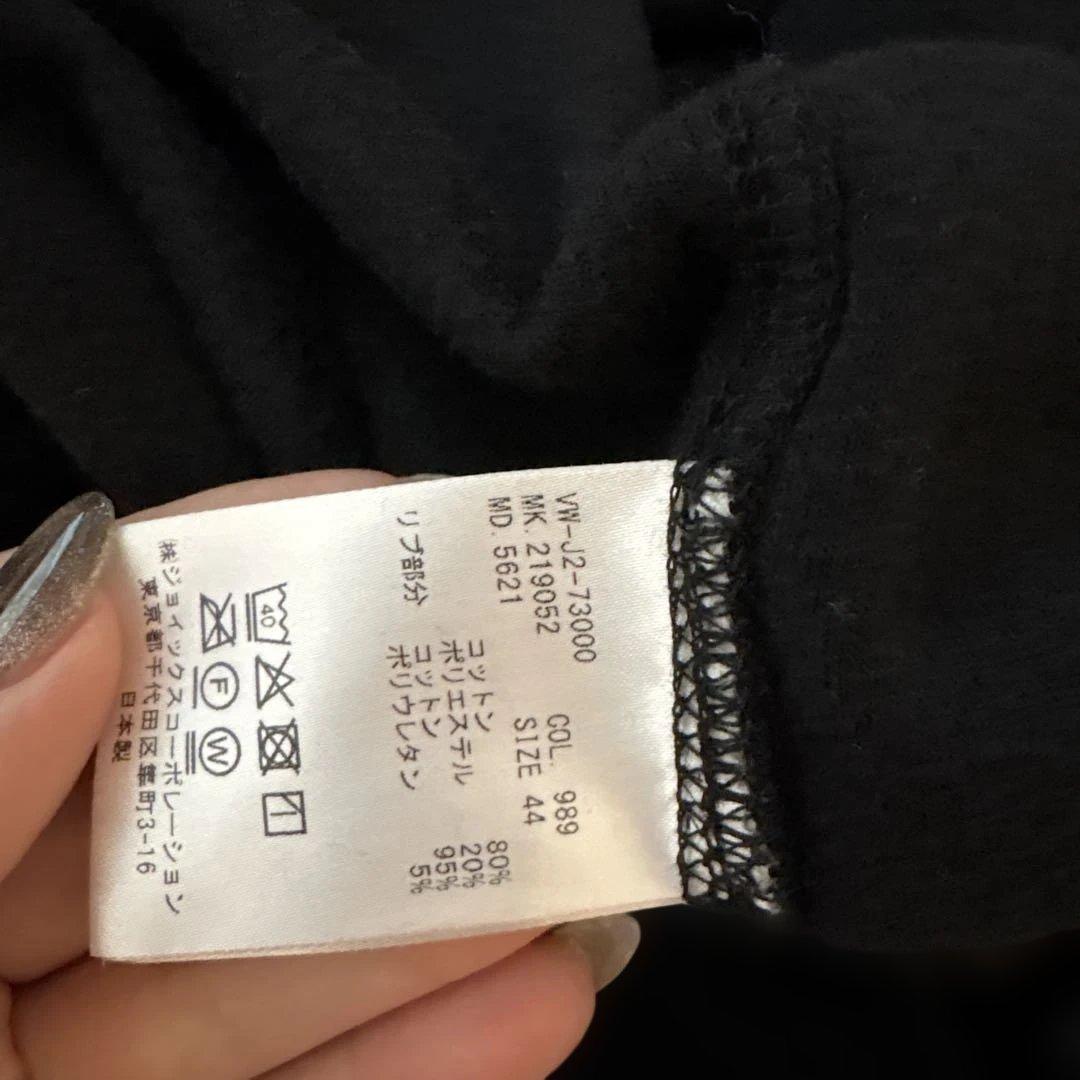 VW-J2-73000 COL. 989
MK. 219052 SIZE 44
MD. 5621
コットン 80%
ポリエステル 20%
リブ部分 コットン 95%
ポリウレタン 5%
40
F W
㈱ジョイックスコーポレーション
東京都千代田区隼町3-16
日本製